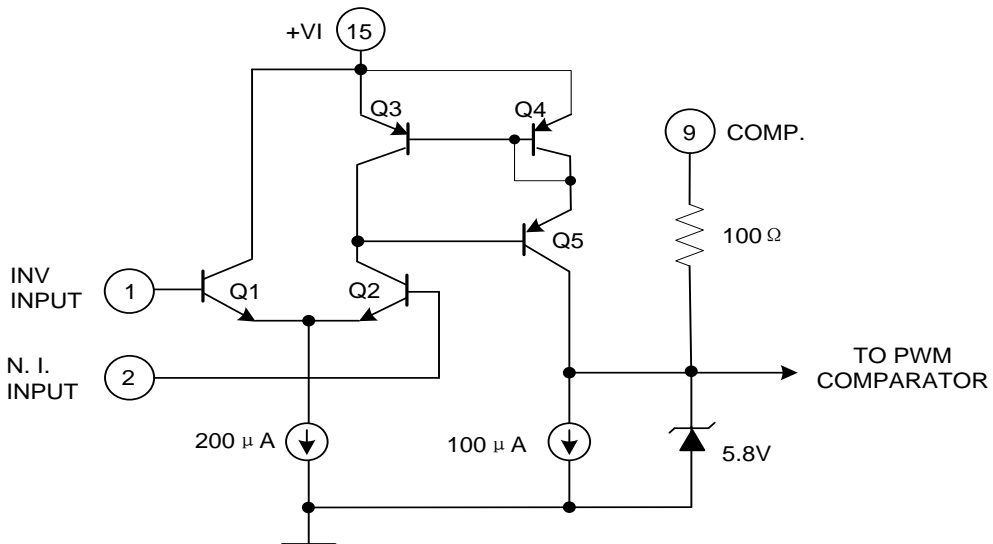 +VI
15
Q3
Q4
9
COMP.
Q5
100 Ω
INV
INPUT
1
Q1
Q2
N. I.
INPUT
2
TO PWM
COMPARATOR
200 μ A
100 μ A
5.8V